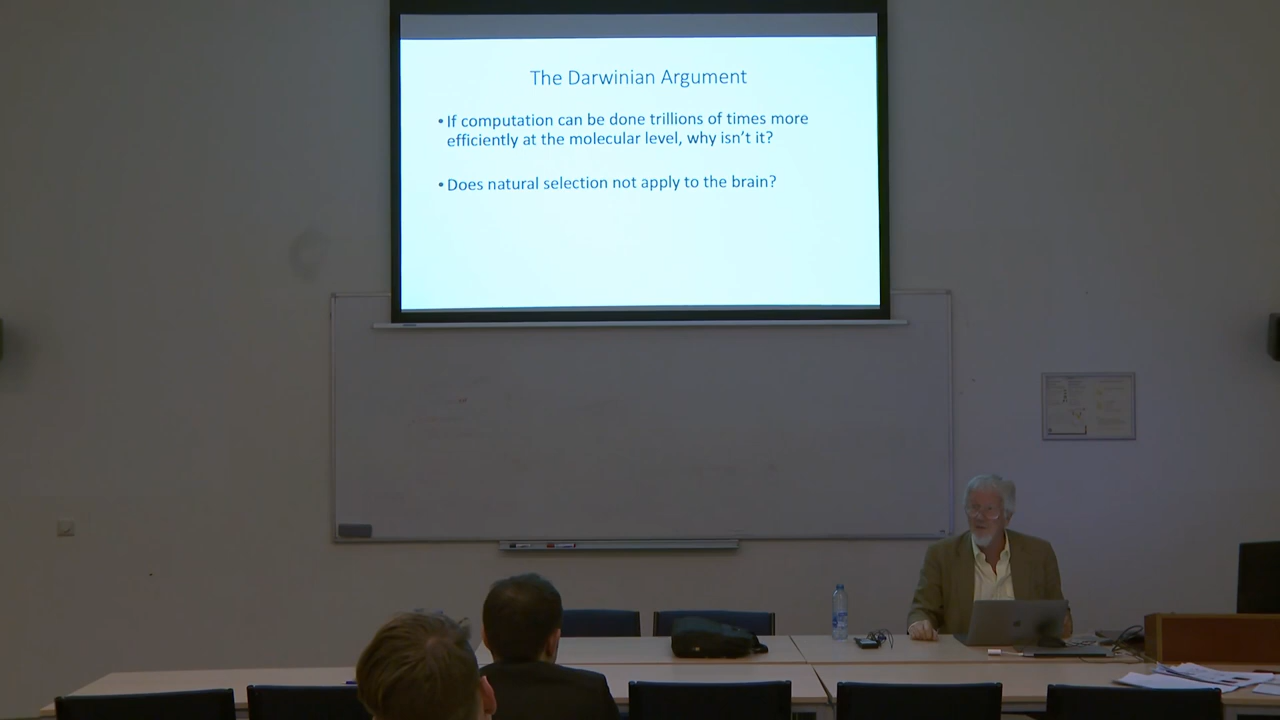 The Darwinian Argument
•If computation can be done trillions of times more
efficiently at the molecular level, why isn't it?
•Does natural selection not apply to the brain?